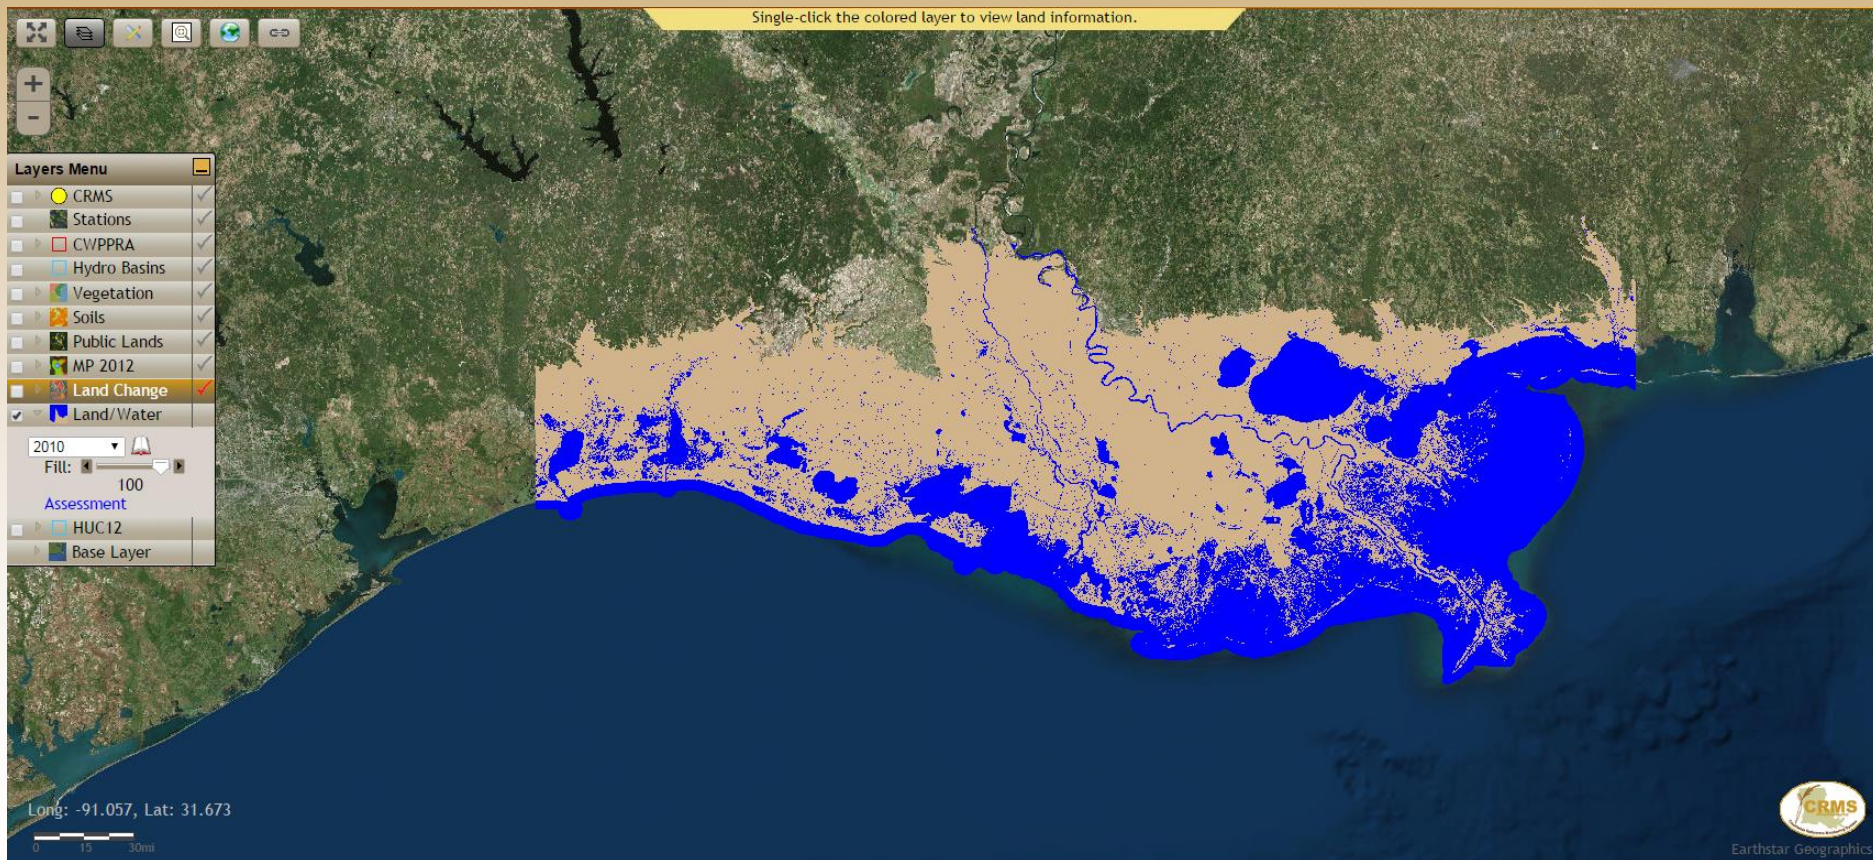 Single-click the colored layer to view land information.
+
-
Layers Menu
CRMS
Stations
CWPPRA
Hydro Basins
Vegetation
Soils
Public Lands
MP 2012
Land Change
Land/Water
2010
Fill:
100
Assessment
HUC12
Base Layer
Long: -91.057, Lat: 31.673
0 15 30mi
CRMS
Earthstar Geographics